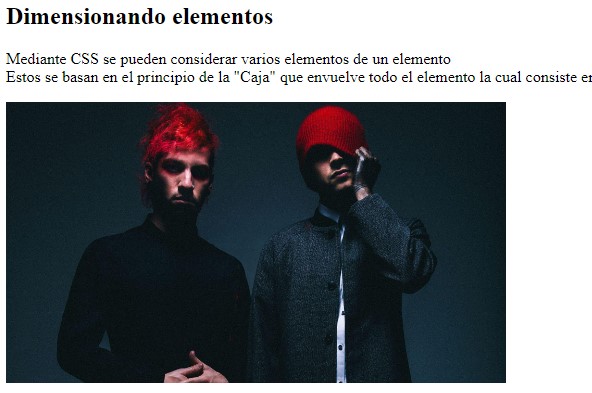 Dimensionando elementos
Mediante CSS se pueden considerar varios elementos de un elemento
Estos se basan en el principio de la "Caja" que envuelve todo el elemento la cual consiste en